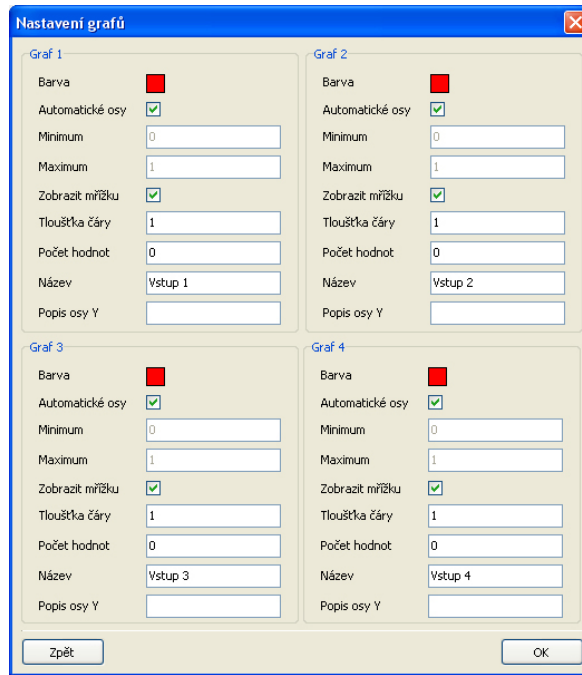 Nastavení grafů
Graf 1
Barva
Automatické osy
Minimum 0
Maximum 1
Zobrazit mřížku
Tloušťka čáry 1
Počet hodnot 0
Název Vstup 1
Popis osy Y
Graf 2
Barva
Automatické osy
Minimum 0
Maximum 1
Zobrazit mřížku
Tloušťka čáry 1
Počet hodnot 0
Název Vstup 2
Popis osy Y
Graf 3
Barva
Automatické osy
Minimum 0
Maximum 1
Zobrazit mřížku
Tloušťka čáry 1
Počet hodnot 0
Název Vstup 3
Popis osy Y
Graf 4
Barva
Automatické osy
Minimum 0
Maximum 1
Zobrazit mřížku
Tloušťka čáry 1
Počet hodnot 0
Název Vstup 4
Popis osy Y
Zpět
OK